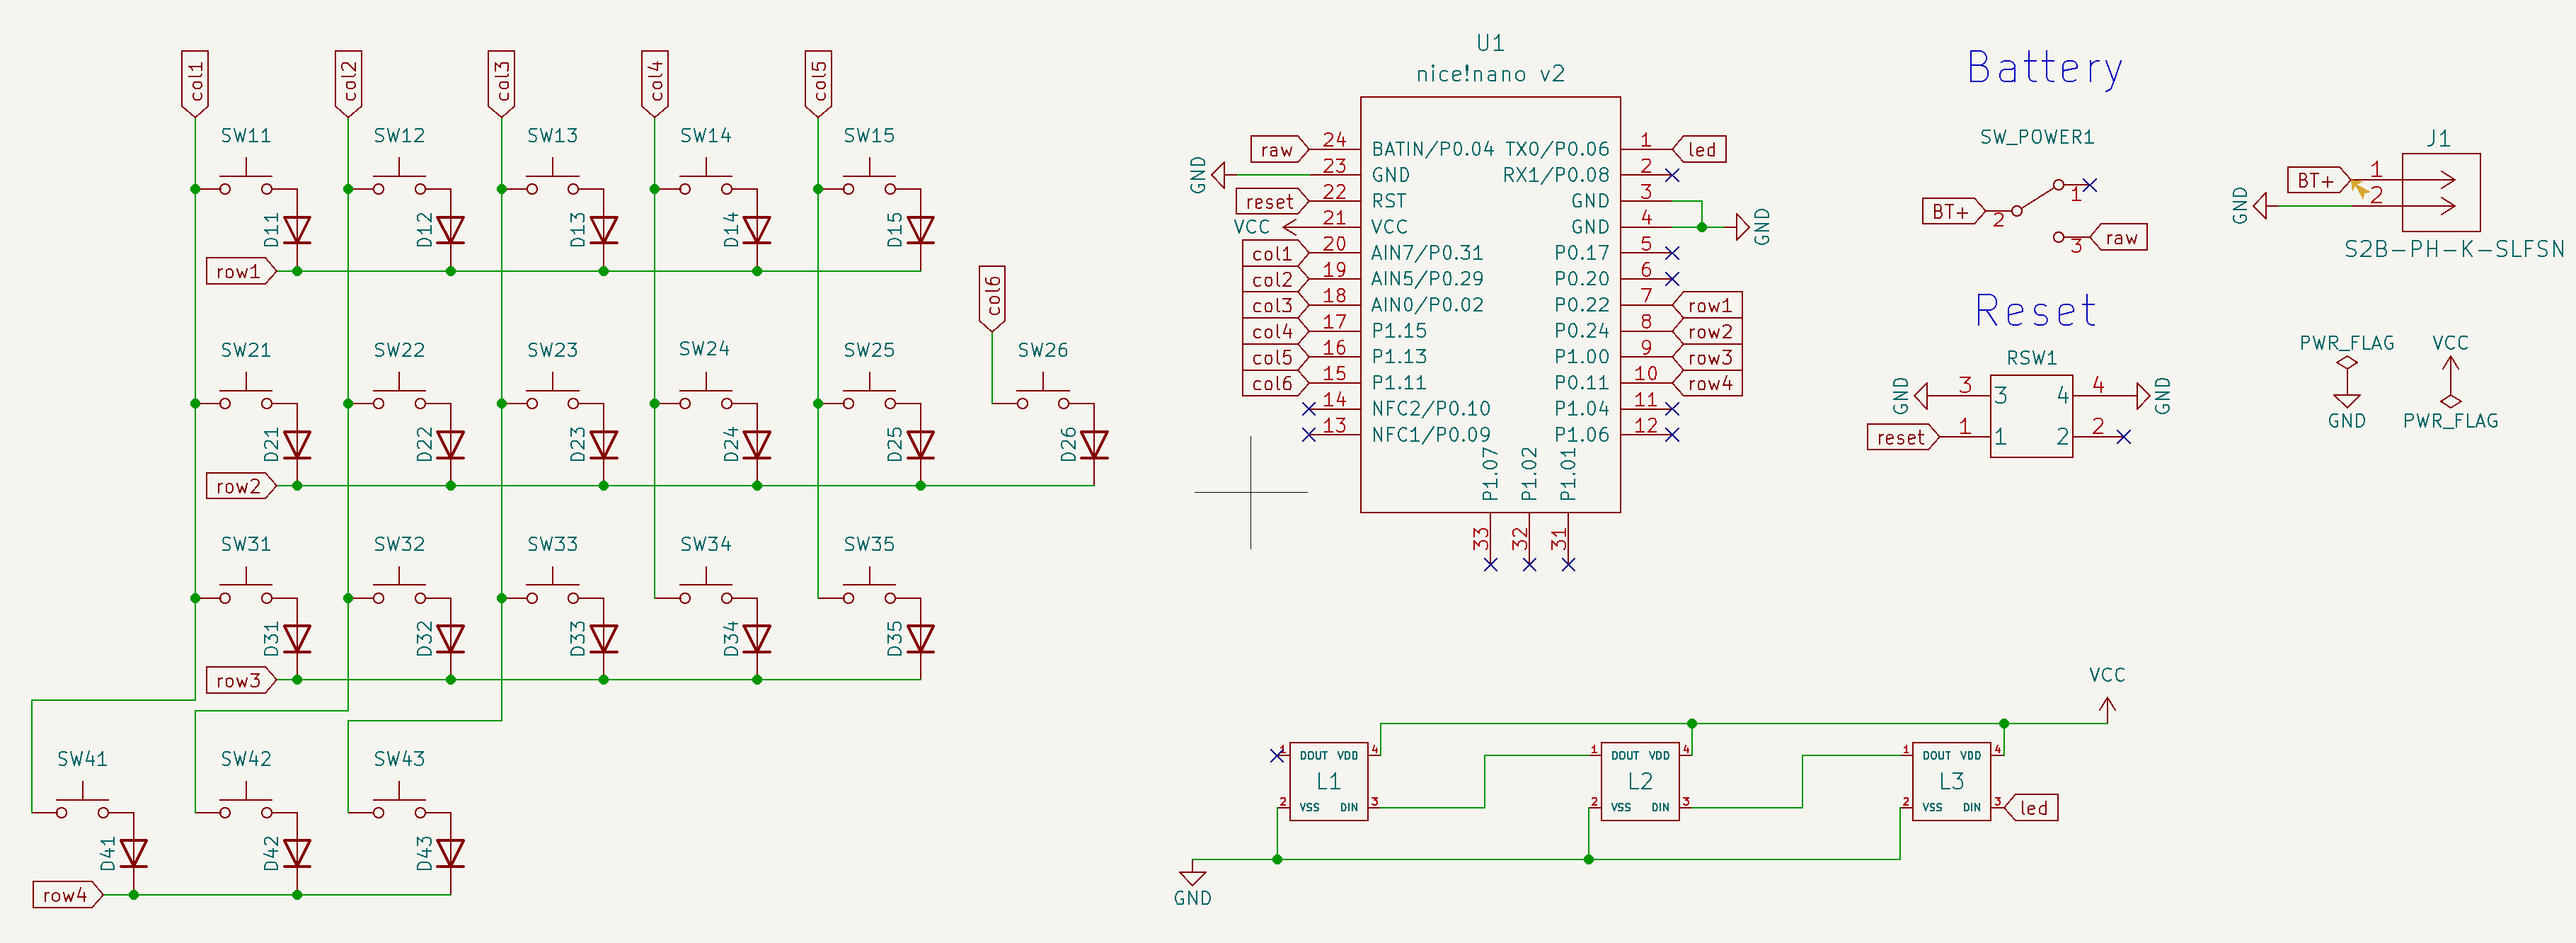 col1
col2
col3
col4
col5
SW11
SW12
SW13
SW14
SW15
D11
D12
D13
D14
D15
row1
col6
SW21
SW22
SW23
SW24
SW25
SW26
D21
D22
D23
D24
D25
D26
row2
SW31
SW32
SW33
SW34
SW35
D31
D32
D33
D34
D35
row3
SW41
SW42
SW43
D41
D42
D43
row4
U1
nice!nano v2
raw 24 BATIN/P0.04 TX0/P0.06 1 led
GND 23 GND RX1/P0.08 2
reset 22 RST GND 3
VCC 21 VCC GND 4 GND
col1 20 AIN7/P0.31 P0.17 5
col2 19 AIN5/P0.29 P0.20 6
col3 18 AIN0/P0.02 P0.22 7 row1
col4 17 P1.15 P0.24 8 row2
col5 16 P1.13 P1.00 9 row3
col6 15 P1.11 P0.11 10 row4
14 NFC2/P0.10 P1.04 11
13 NFC1/P0.09 P1.06 12
P1.07 P1.02 P1.01
33 32 31
Battery
SW_POWER1
BT+ 2
1
3 raw
J1
BT+ 1
GND 2
S2B-PH-K-SLFSN
Reset
RSW1
GND 3 3 4 4 GND
reset 1 1 2 2
PWR_FLAG
GND
VCC
PWR_FLAG
VCC
1 DOUT VDD 4
L1
2 VSS DIN 3
1 DOUT VDD 4
L2
2 VSS DIN 3
1 DOUT VDD 4
L3
2 VSS DIN 3 led
GND